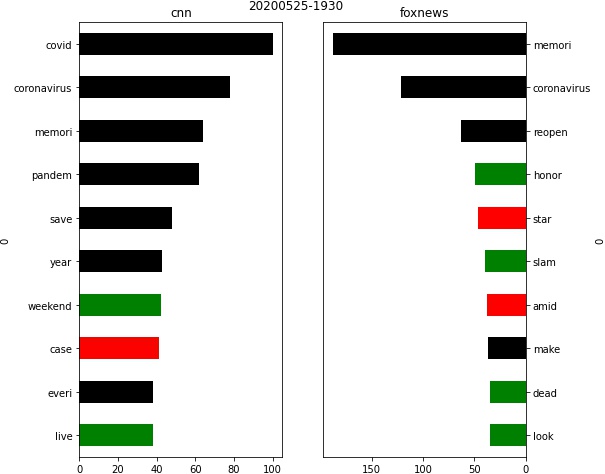 20200525-1930
cnn
foxnews
covid
coronavirus
memori
pandem
save
year
weekend
case
everi
live
0
0 20 40 60 80 100
memori
coronavirus
reopen
honor
star
slam
amid
make
dead
look
0
150 100 50 0